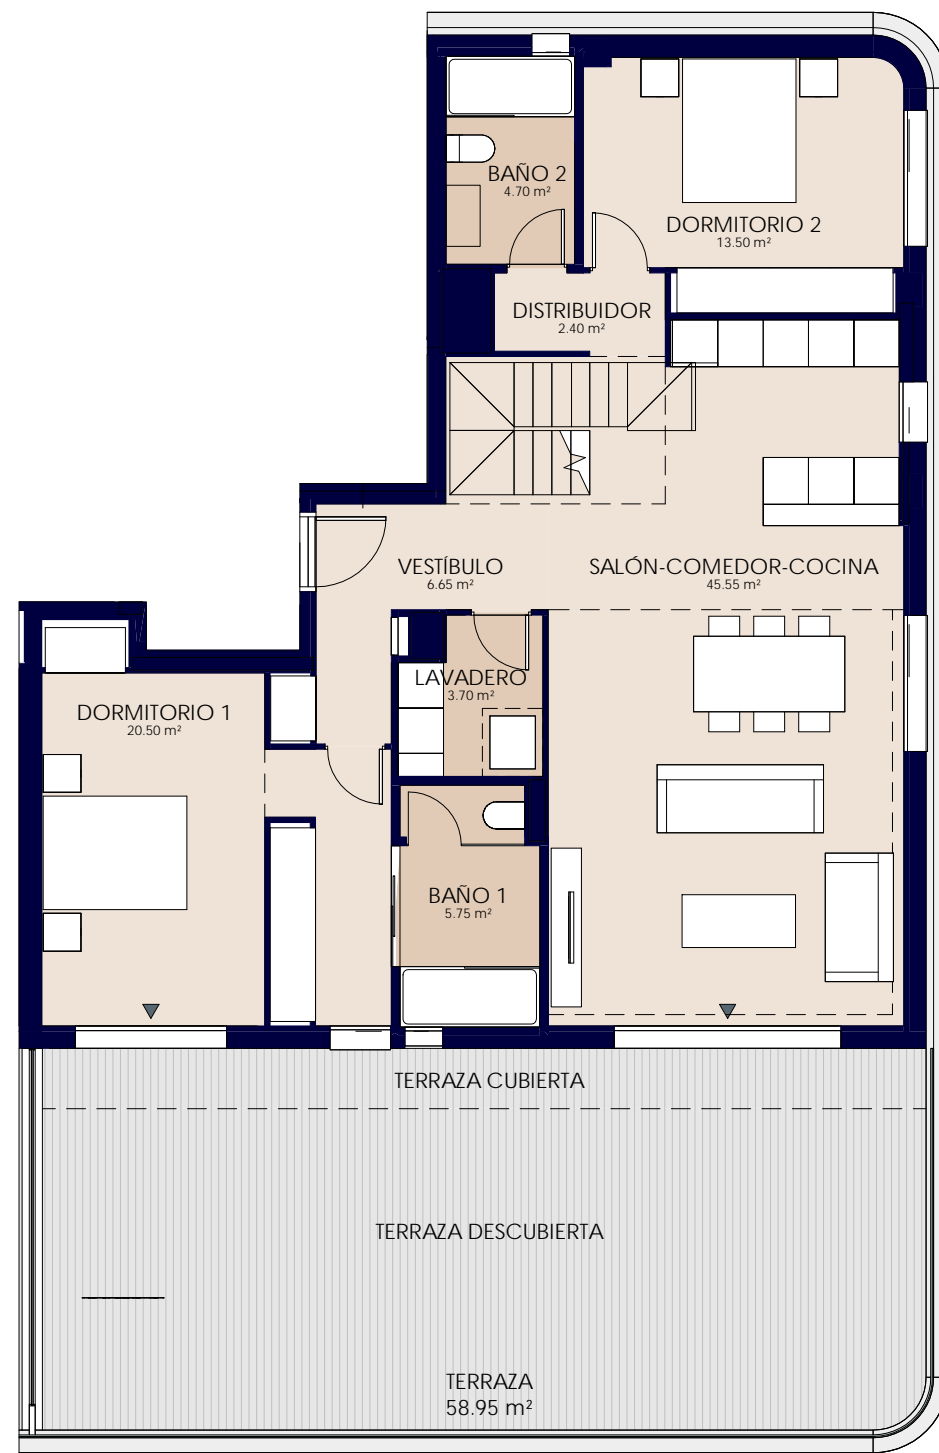 BAÑO 2
4.70 m²
DORMITORIO 2
13.50 m²
DISTRIBUIDOR
2.40 m²
VESTÍBULO
6.65 m²
SALÓN-COMEDOR-COCINA
45.55 m²
LAVADERO
3.70 m²
DORMITORIO 1
20.50 m²
BAÑO 1
5.75 m²
TERRAZA CUBIERTA
TERRAZA DESCUBIERTA
TERRAZA
58.95 m²